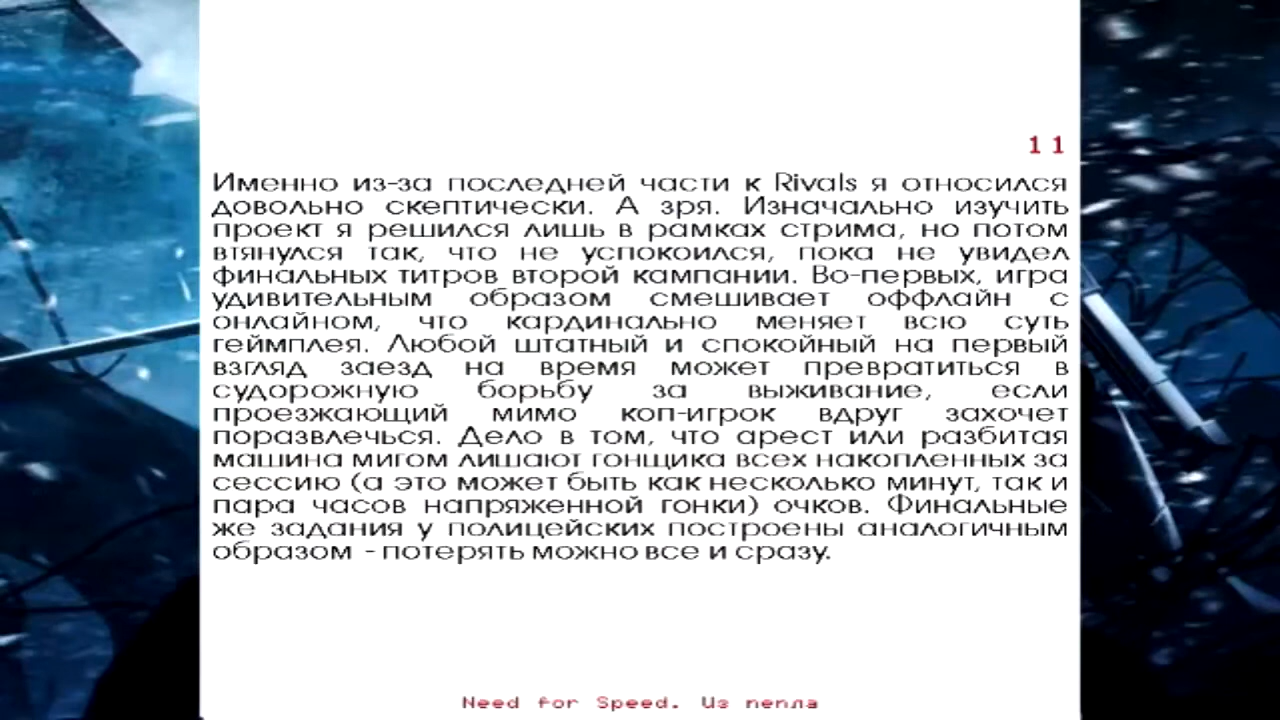 11
Именно из-за последней части к Rivals я относился
довольно скептически. А зря. Изначально изучить
проект я решился лишь в рамках стрима, но потом
втянулся так, что не успокоился, пока не увидел
финальных титров второй кампании. Во-первых, игра
удивительным образом смешивает оффлайн с
онлайном, что кардинально меняет всю суть
геймплея. Любой штатный и спокойный на первый
взгляд заезд на время может превратиться в
судорожную борьбу за выживание, если
проезжающий мимо коп-игрок вдруг захочет
поразвлечься. Дело в том, что арест или разбитая
машина мигом лишают гонщика всех накопленных за
сессию (а это может быть как несколько минут, так и
пара часов напряженной гонки) очков. Финальные
же задания у полицейских построены аналогичным
образом - потерять можно все и сразу.
Need for Speed. Из пепла